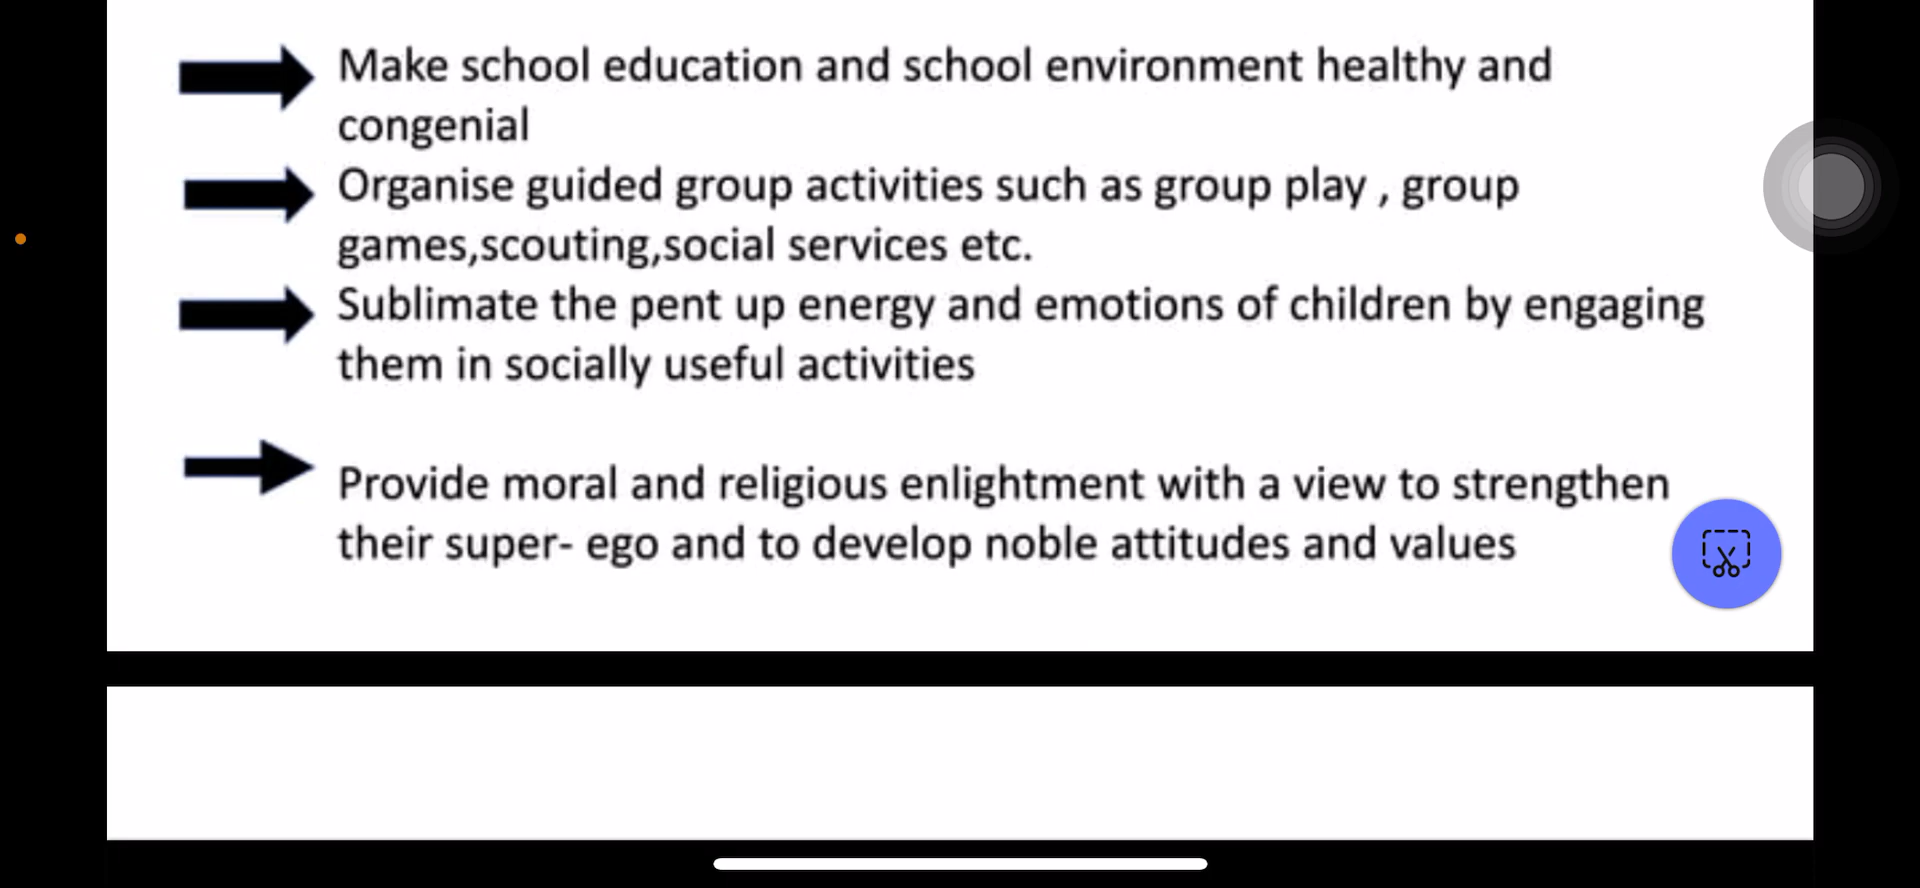 Make school education and school environment healthy and
congenial
Organise guided group activities such as group play , group
games,scouting,social services etc.
Sublimate the pent up energy and emotions of children by engaging
them in socially useful activities
Provide moral and religious enlightment with a view to strengthen
their super- ego and to develop noble attitudes and values